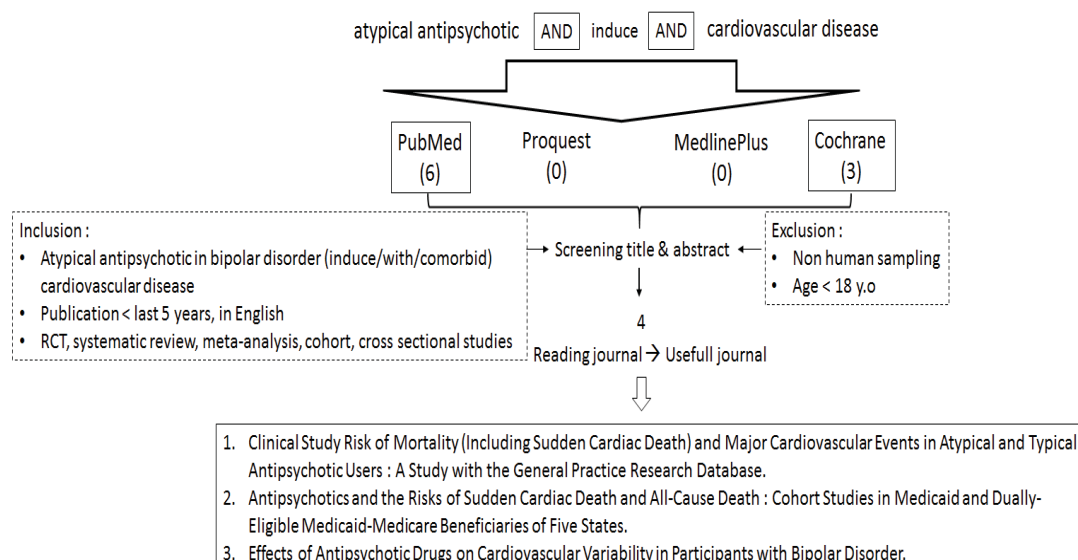 atypical antipsychotic AND induce AND cardiovascular disease
PubMed (6)
Proquest (0)
MedlinePlus (0)
Cochrane (3)
Inclusion :
• Atypical antipsychotic in bipolar disorder (induce/with/comorbid)
cardiovascular disease
• Publication < last 5 years, in English
• RCT, systematic review, meta-analysis, cohort, cross sectional studies
Screening title & abstract
Exclusion :
• Non human sampling
• Age < 18 y.o
4
Reading journal → Usefull journal
1. Clinical Study Risk of Mortality (Including Sudden Cardiac Death) and Major Cardiovascular Events in Atypical and Typical
Antipsychotic Users : A Study with the General Practice Research Database.
2. Antipsychotics and the Risks of Sudden Cardiac Death and All-Cause Death : Cohort Studies in Medicaid and Dually-
Eligible Medicaid-Medicare Beneficiaries of Five States.
3. Effects of Antipsychotic Drugs on Cardiovascular Variability in Participants with Bipolar Disorder.